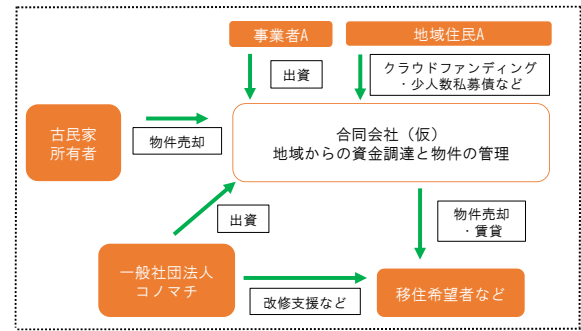 事業者A
地域住民A
出資
クラウドファンディング
・少人数私募債など
古民家
所有者
物件売却
合同会社（仮）
地域からの資金調達と物件の管理
出資
物件売却
・賃貸
一般社団法人
コノマチ
改修支援など
移住希望者など